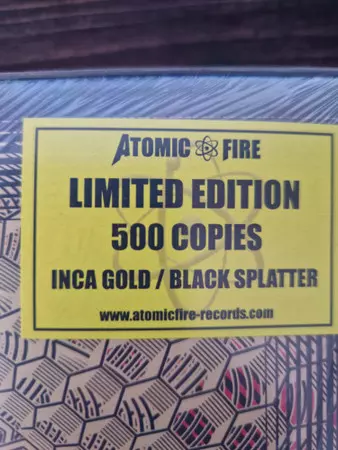 ATOMIC FIRE
LIMITED EDITION
500 COPIES
INCA GOLD / BLACK SPLATTER
www.atomicfire-records.com